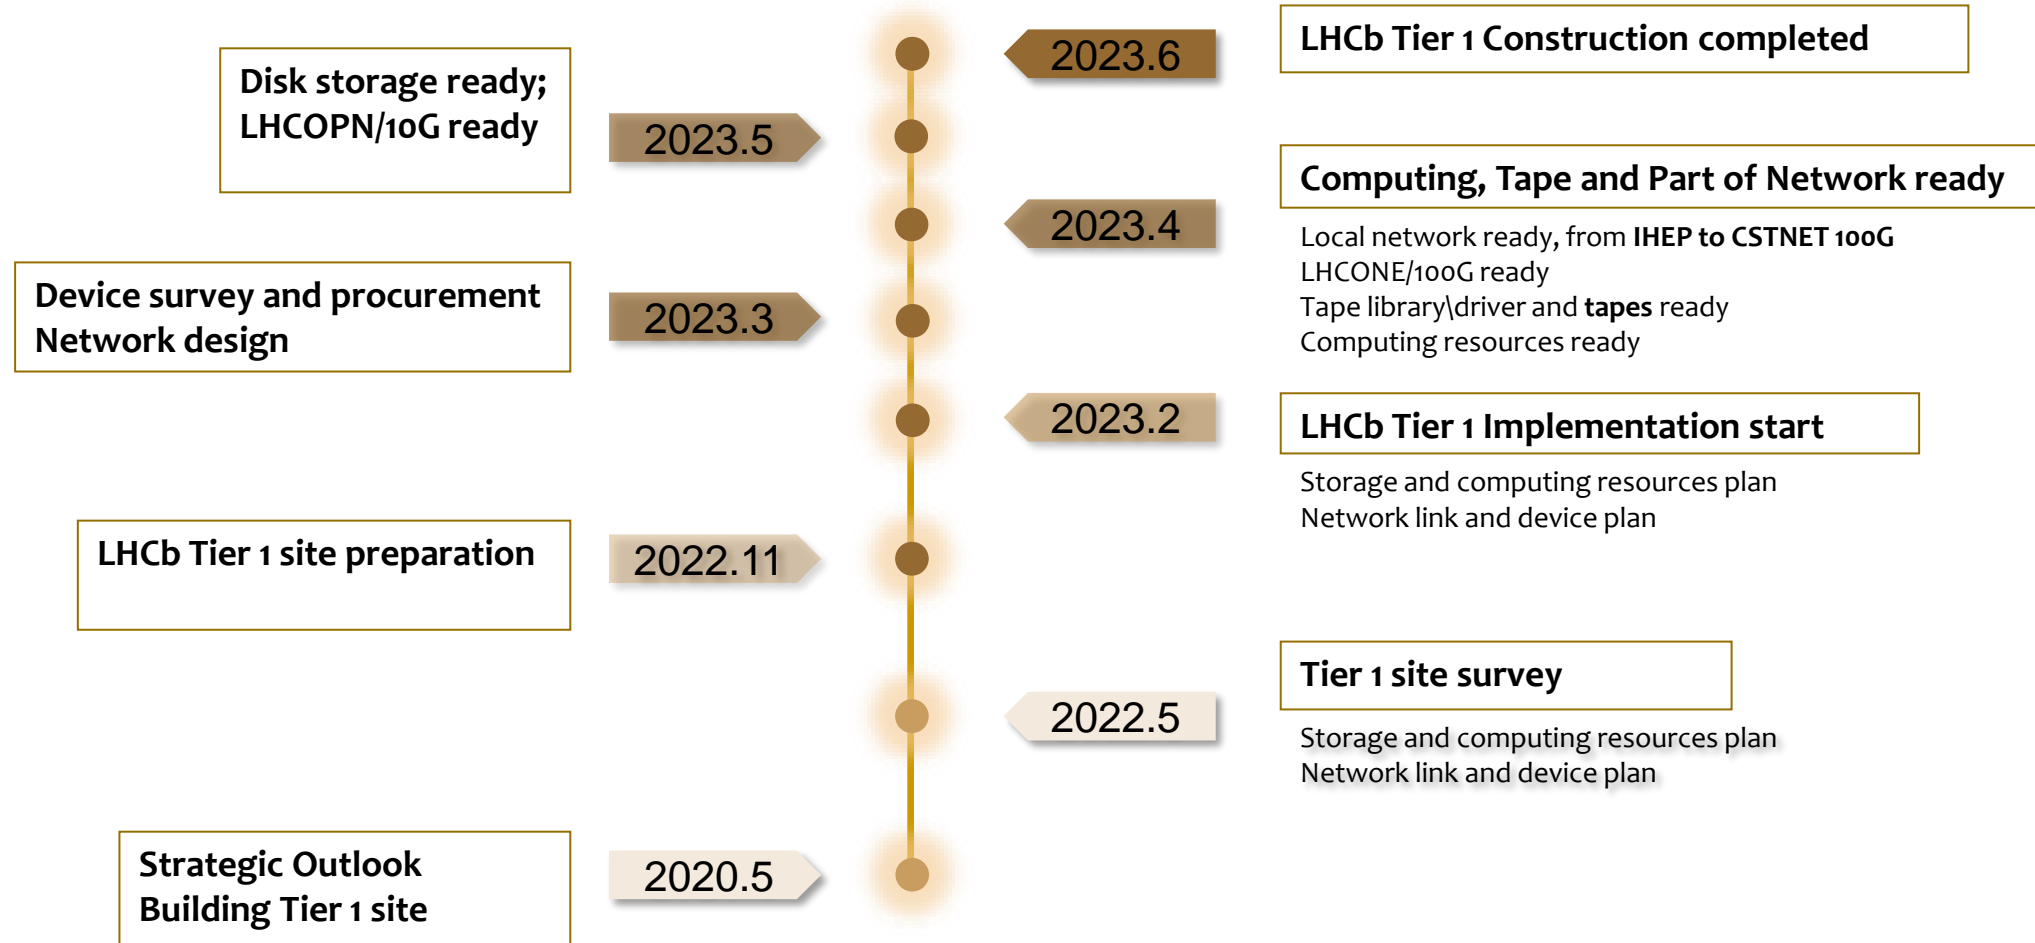 2023.6
LHCb Tier 1 Construction completed
Disk storage ready;
LHCOPN/10G ready
2023.5
2023.4
Computing, Tape and Part of Network ready
Local network ready, from IHEP to CSTNET 100G
LHCONE/100G ready
Tape library\driver and tapes ready
Computing resources ready
Device survey and procurement
Network design
2023.3
2023.2
LHCb Tier 1 Implementation start
Storage and computing resources plan
Network link and device plan
LHCb Tier 1 site preparation
2022.11
2022.5
Tier 1 site survey
Storage and computing resources plan
Network link and device plan
Strategic Outlook
Building Tier 1 site
2020.5